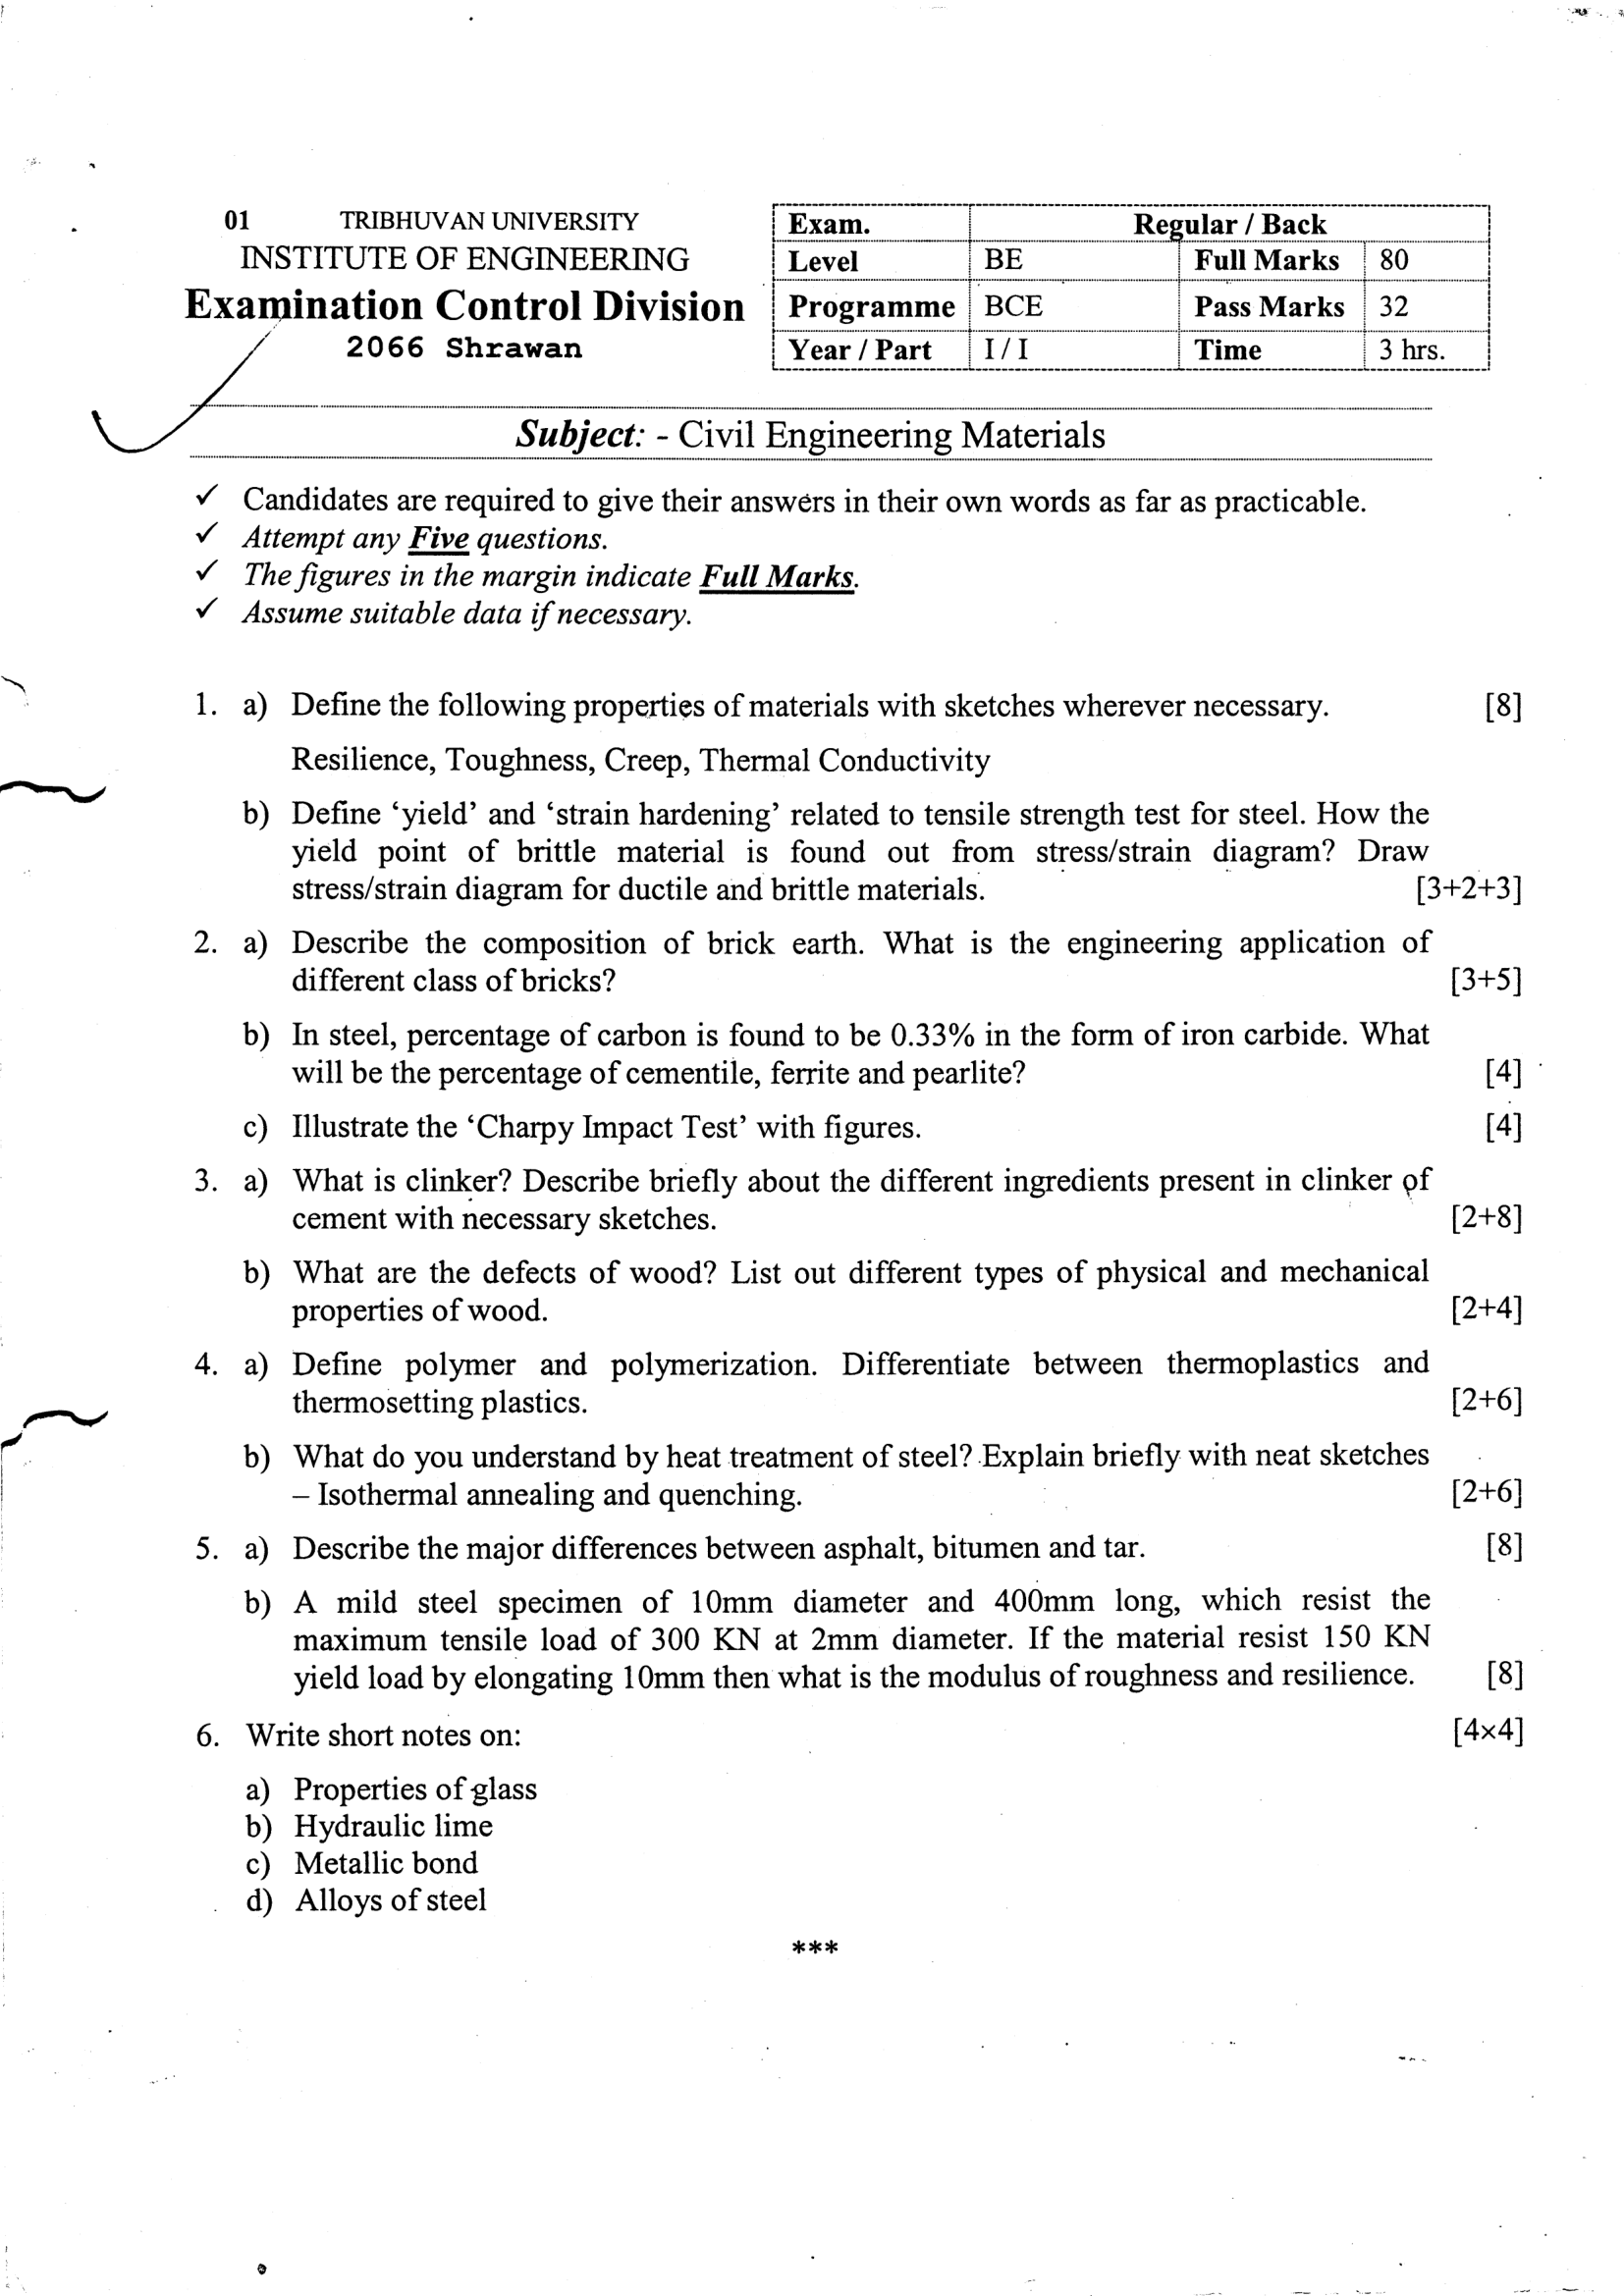 01 TRIBHUVAN UNIVERSITY
INSTITUTE OF ENGINEERING
Examination Control Division
2066 Shrawan
Exam. Regular / Back
Level BE Full Marks 80
Programme BCE Pass Marks 32
Year / Part I / I Time 3 hrs.
Subject: - Civil Engineering Materials
✓ Candidates are required to give their answers in their own words as far as practicable.
✓ Attempt any Five questions.
✓ The figures in the margin indicate Full Marks.
✓ Assume suitable data if necessary.
1. a) Define the following properties of materials with sketches wherever necessary. [8]
Resilience, Toughness, Creep, Thermal Conductivity
b) Define ‘yield’ and ‘strain hardening’ related to tensile strength test for steel. How the
yield point of brittle material is found out from stress/strain diagram? Draw
stress/strain diagram for ductile and brittle materials. [3+2+3]
2. a) Describe the composition of brick earth. What is the engineering application of
different class of bricks? [3+5]
b) In steel, percentage of carbon is found to be 0.33% in the form of iron carbide. What
will be the percentage of cementile, ferrite and pearlite? [4]
c) Illustrate the ‘Charpy Impact Test’ with figures. [4]
3. a) What is clinker? Describe briefly about the different ingredients present in clinker of
cement with necessary sketches. [2+8]
b) What are the defects of wood? List out different types of physical and mechanical
properties of wood. [2+4]
4. a) Define polymer and polymerization. Differentiate between thermoplastics and
thermosetting plastics. [2+6]
b) What do you understand by heat treatment of steel? Explain briefly with neat sketches
– Isothermal annealing and quenching. [2+6]
5. a) Describe the major differences between asphalt, bitumen and tar. [8]
b) A mild steel specimen of 10mm diameter and 400mm long, which resist the
maximum tensile load of 300 KN at 2mm diameter. If the material resist 150 KN
yield load by elongating 10mm then what is the modulus of roughness and resilience. [8]
6. Write short notes on: [4×4]
a) Properties of glass
b) Hydraulic lime
c) Metallic bond
d) Alloys of steel
***